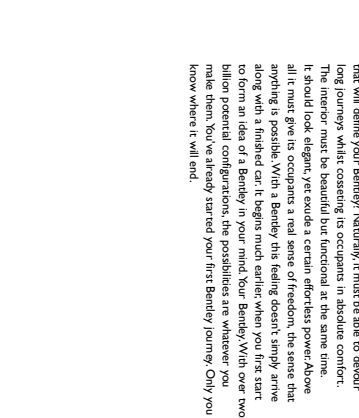 that will define your Bentley? Naturally, it must be able to devour
long journeys whilst cosseting its occupants in absolute comfort.
The interior must be beautiful but functional at the same time.
It should look elegant, yet exude a certain effortless power. Above
all it must give its occupants a real sense of freedom, the sense that
anything is possible. With a Bentley this feeling doesn't simply arrive
along with a finished car. It begins much earlier, when you first start
to form an idea of a Bentley in your mind. Your Bentley. With over two
billion potential configurations, the possibilities are whatever you
make them. You've already started your first Bentley journey. Only you
know where it will end.